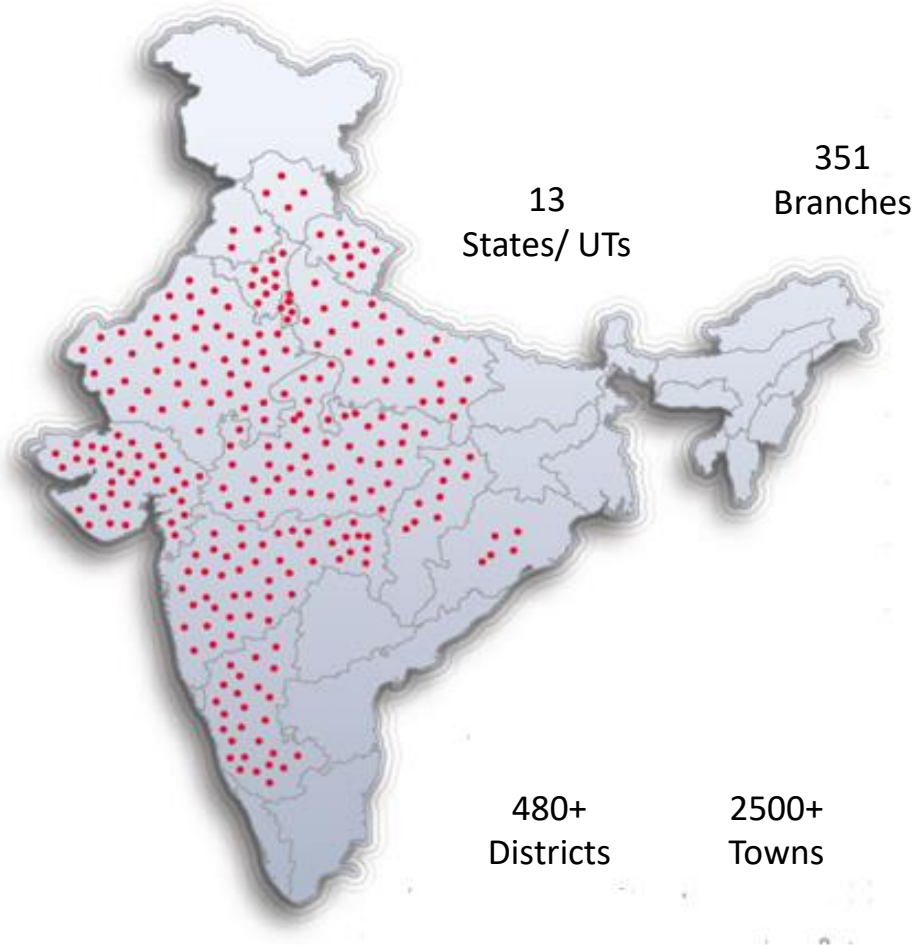 351
Branches
13
States/ UTs
480+
Districts
2500+
Towns